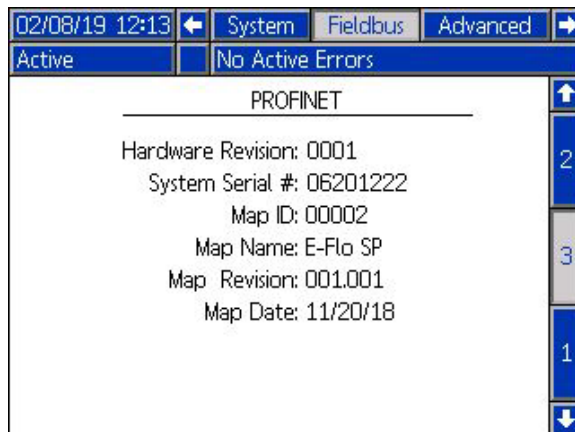 02/08/19 12:13 System Fieldbus Advanced
Active No Active Errors
PROFINET
Hardware Revision: 0001
System Serial #: 06201222
Map ID: 00002
Map Name: E-Flo SP
Map Revision: 001.001
Map Date: 11/20/18
2
3
1